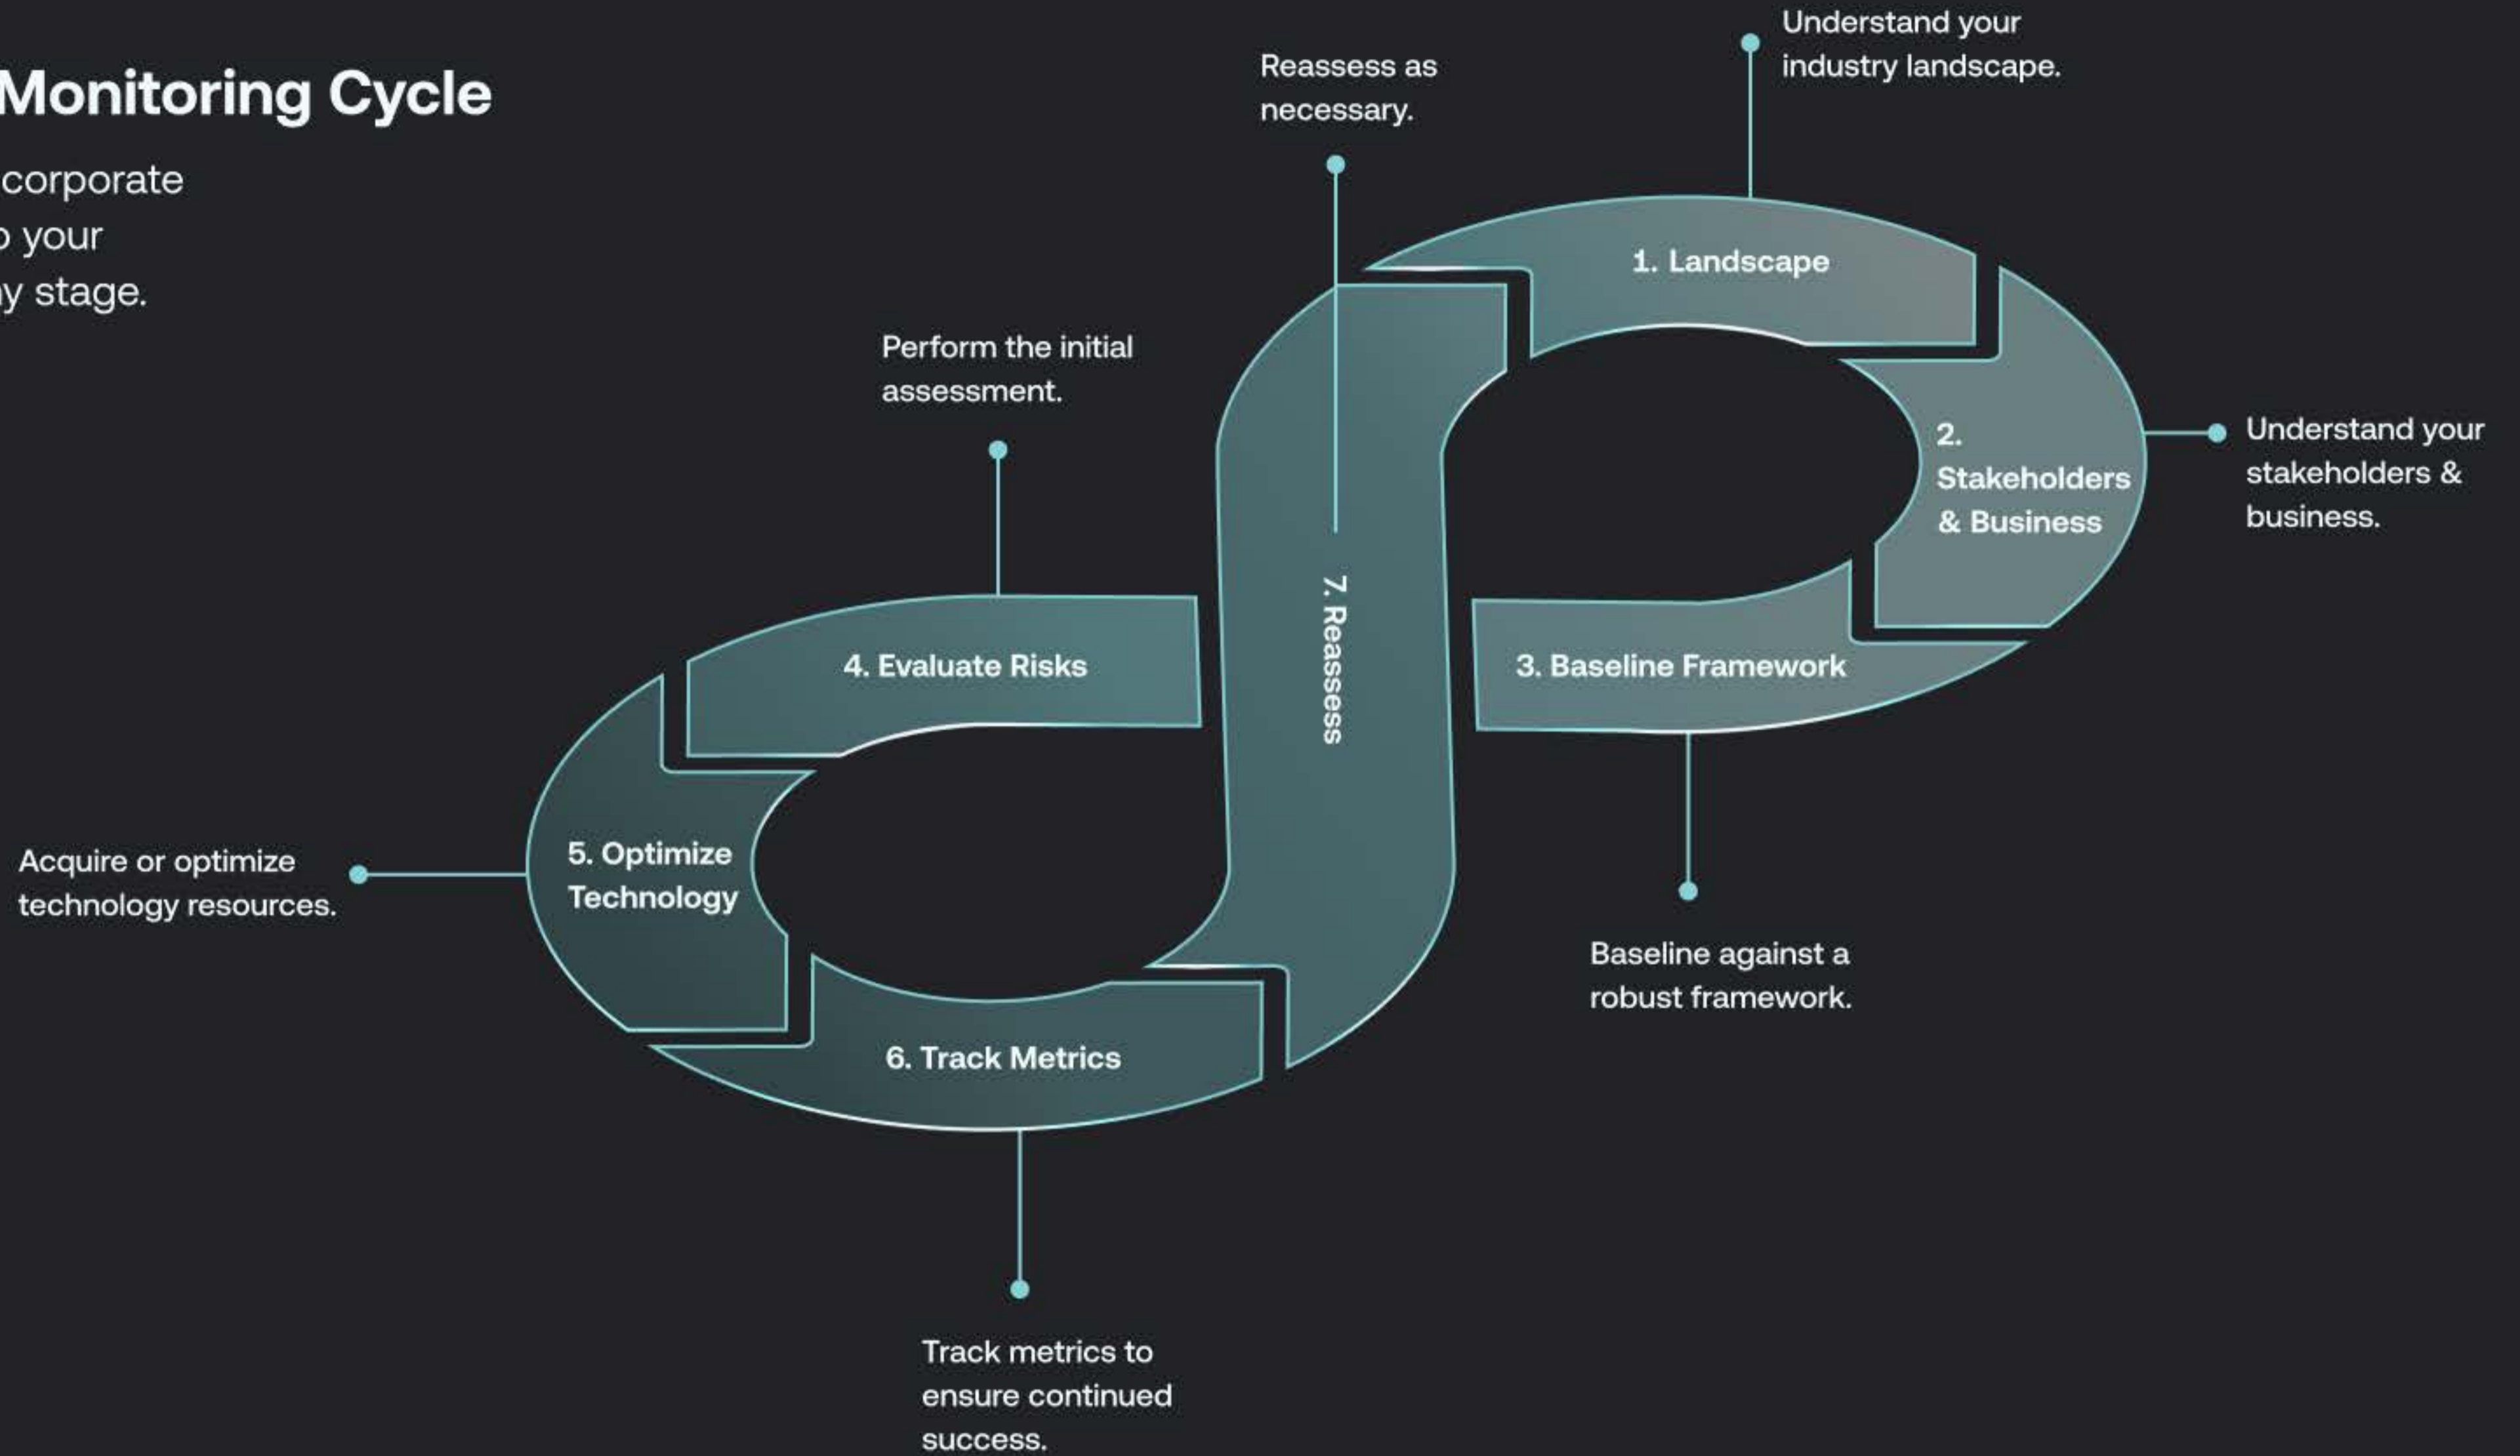 Monitoring Cycle
corporate
your
stage.
Reassess as
necessary.
Understand your
industry landscape.
1. Landscape
Perform the initial
assessment.
2.
Stakeholders
& Business
Understand your
stakeholders &
business.
7. Reassess
4. Evaluate Risks
3. Baseline Framework
5. Optimize
Technology
Acquire or optimize
technology resources.
Baseline against a
robust framework.
6. Track Metrics
Track metrics to
ensure continued
success.